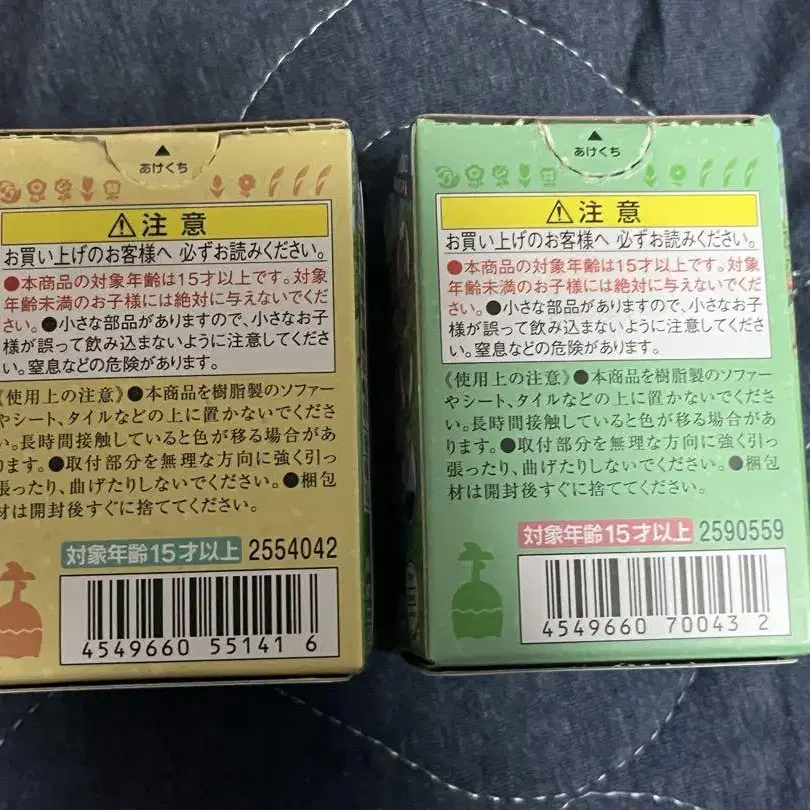 ▲
あけくち
⚠注意
お買い上げのお客様へ 必ずお読みください。
●本商品の対象年齢は15才以上です。対象
年齢未満のお子様には絶対に与えないでくだ
さい。●小さな部品がありますので、小さなお子
様が誤って飲み込まないように注意してくださ
い。窒息などの危険があります。
《使用上の注意》●本商品を樹脂製のソファー
やシート、タイルなどの上に置かないでくださ
い。長時間接触していると色が移る場合があ
ります。●取付部分を無理な方向に強く引っ
張ったり、曲げたりしないでください。●梱包
材は開封後すぐに捨ててください。
対象年齢15才以上 2554042
4549660 55141 6
▲
あけくち
⚠注意
お買い上げのお客様へ 必ずお読みください。
●本商品の対象年齢は15才以上です。対象
年齢未満のお子様には絶対に与えないでくだ
さい。●小さな部品がありますので、小さなお子
様が誤って飲み込まないように注意してくださ
い。窒息などの危険があります。
《使用上の注意》●本商品を樹脂製のソファー
やシート、タイルなどの上に置かないでくださ
い。長時間接触していると色が移る場合があ
ります。●取付部分を無理な方向に強く引っ
張ったり、曲げたりしないでください。●梱包
材は開封後すぐに捨ててください。
対象年齢15才以上 2590559
4549660 70043 2